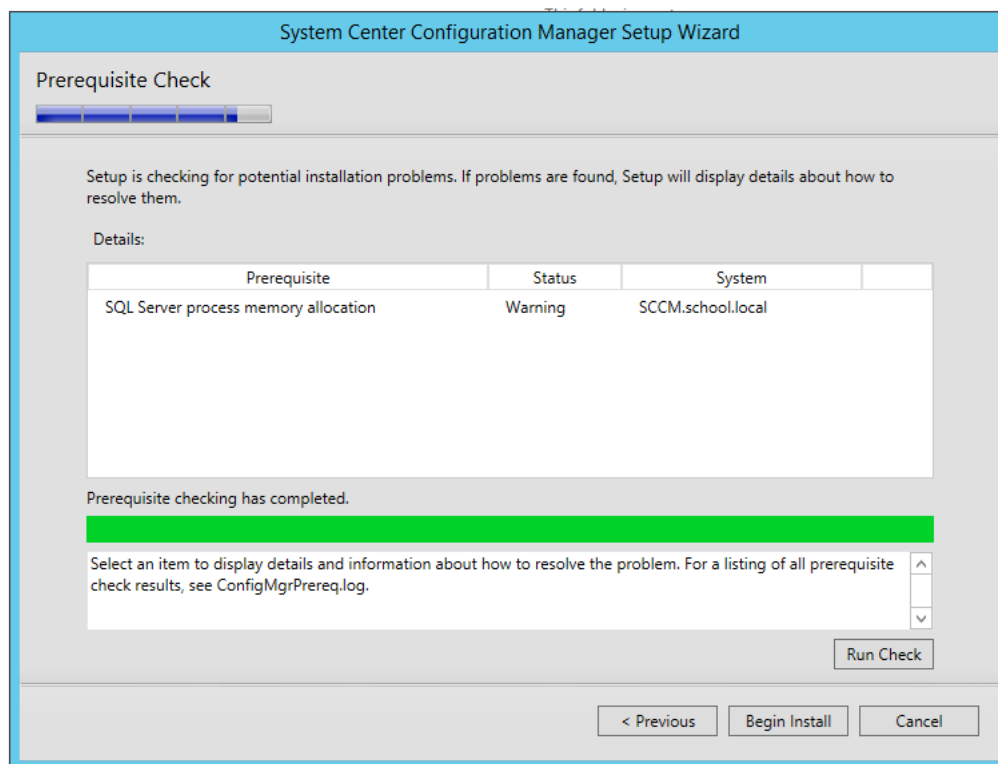 System Center Configuration Manager Setup Wizard
Prerequisite Check
Setup is checking for potential installation problems. If problems are found, Setup will display details about how to
resolve them.
Details:
Prerequisite Status System
SQL Server process memory allocation Warning SCCM.school.local
Prerequisite checking has completed.
Select an item to display details and information about how to resolve the problem. For a listing of all prerequisite
check results, see ConfigMgrPrereq.log.
Run Check
< Previous Begin Install Cancel